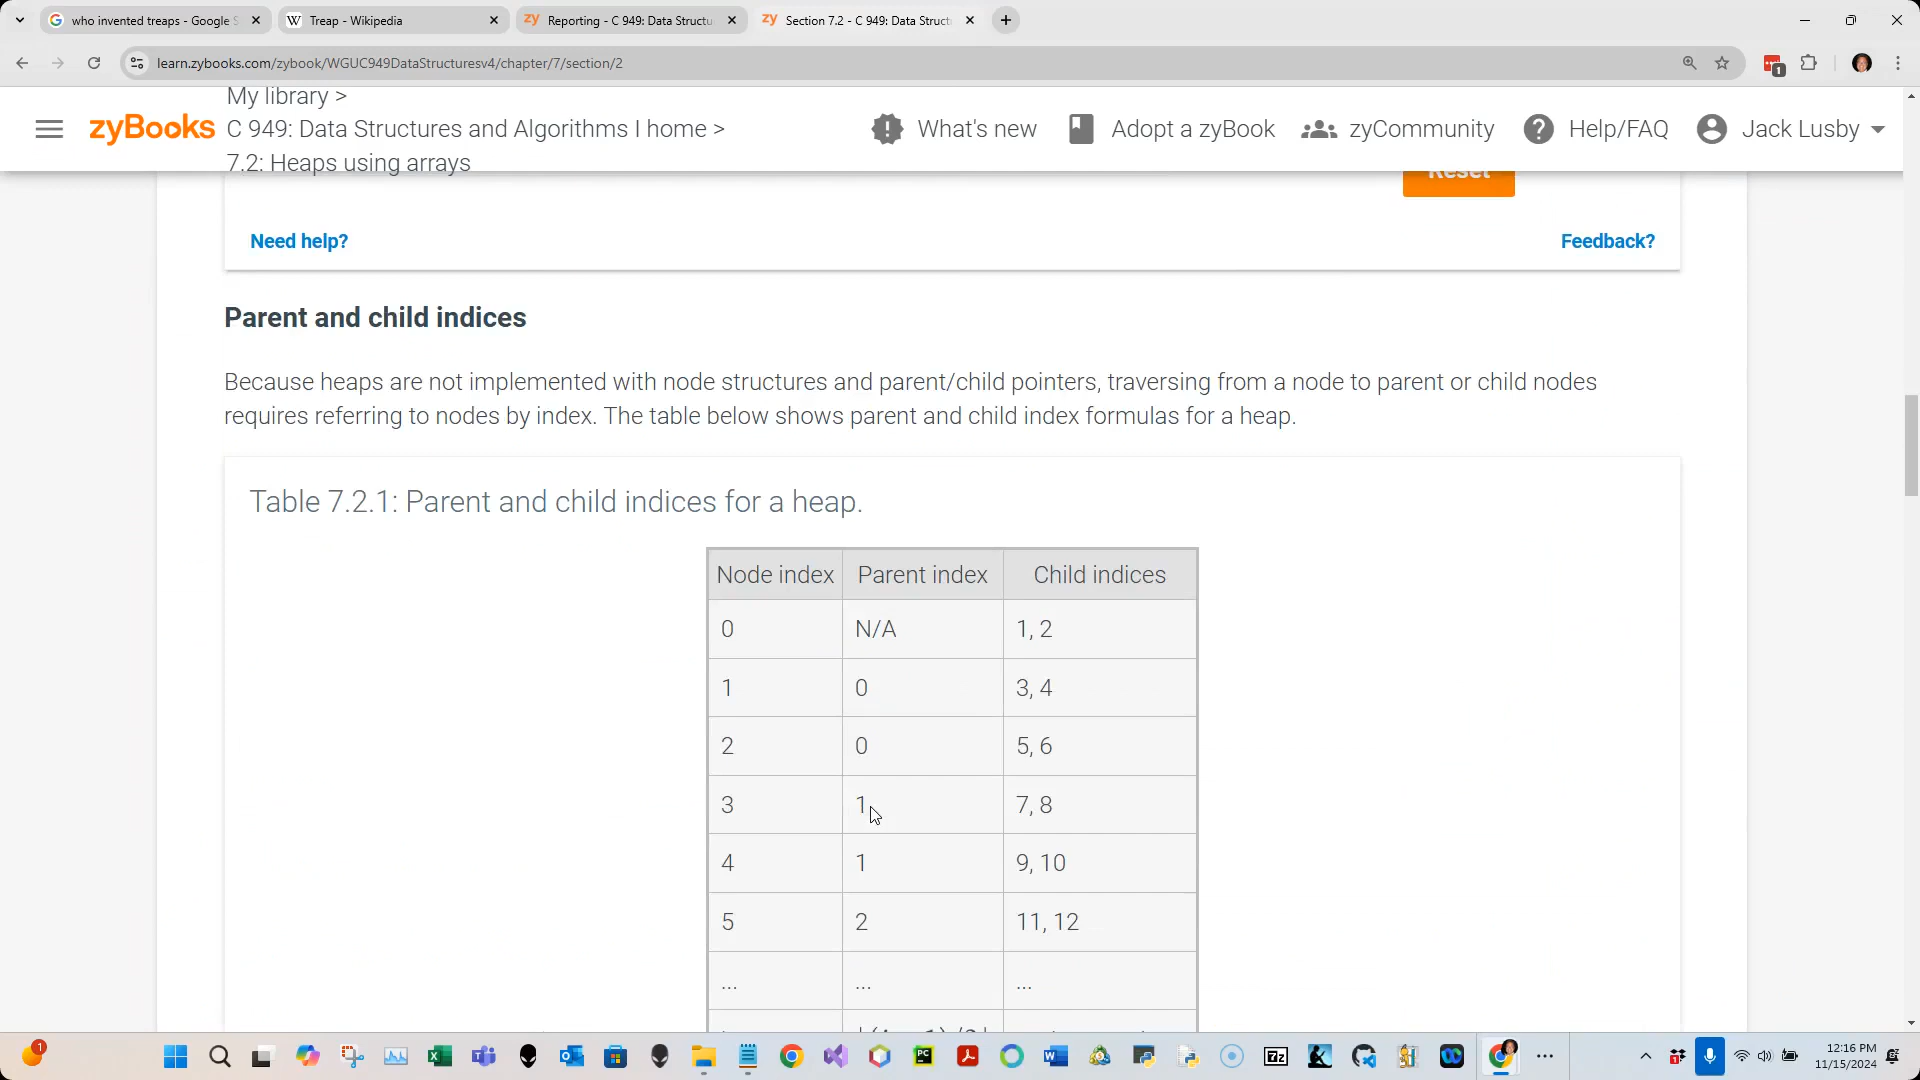 who invented treaps - Google S
Treap - Wikipedia
Reporting - C 949: Data Structu
Section 7.2 - C 949: Data Struct
learn.zybooks.com/zybook/WGUC949DataStructuresv4/chapter/7/section/2
zyBooks
My library >
C 949: Data Structures and Algorithms I home >
7.2: Heaps using arrays
What's new
Adopt a zyBook
zyCommunity
Help/FAQ
Jack Lusby
Reset
Need help?
Feedback?
Parent and child indices
Because heaps are not implemented with node structures and parent/child pointers, traversing from a node to parent or child nodes
requires referring to nodes by index. The table below shows parent and child index formulas for a heap.
Table 7.2.1: Parent and child indices for a heap.
Node index Parent index Child indices
0 N/A 1, 2
1 0 3, 4
2 0 5, 6
3 1 7, 8
4 1 9, 10
5 2 11, 12
... ... ...
12:16 PM
11/15/2024